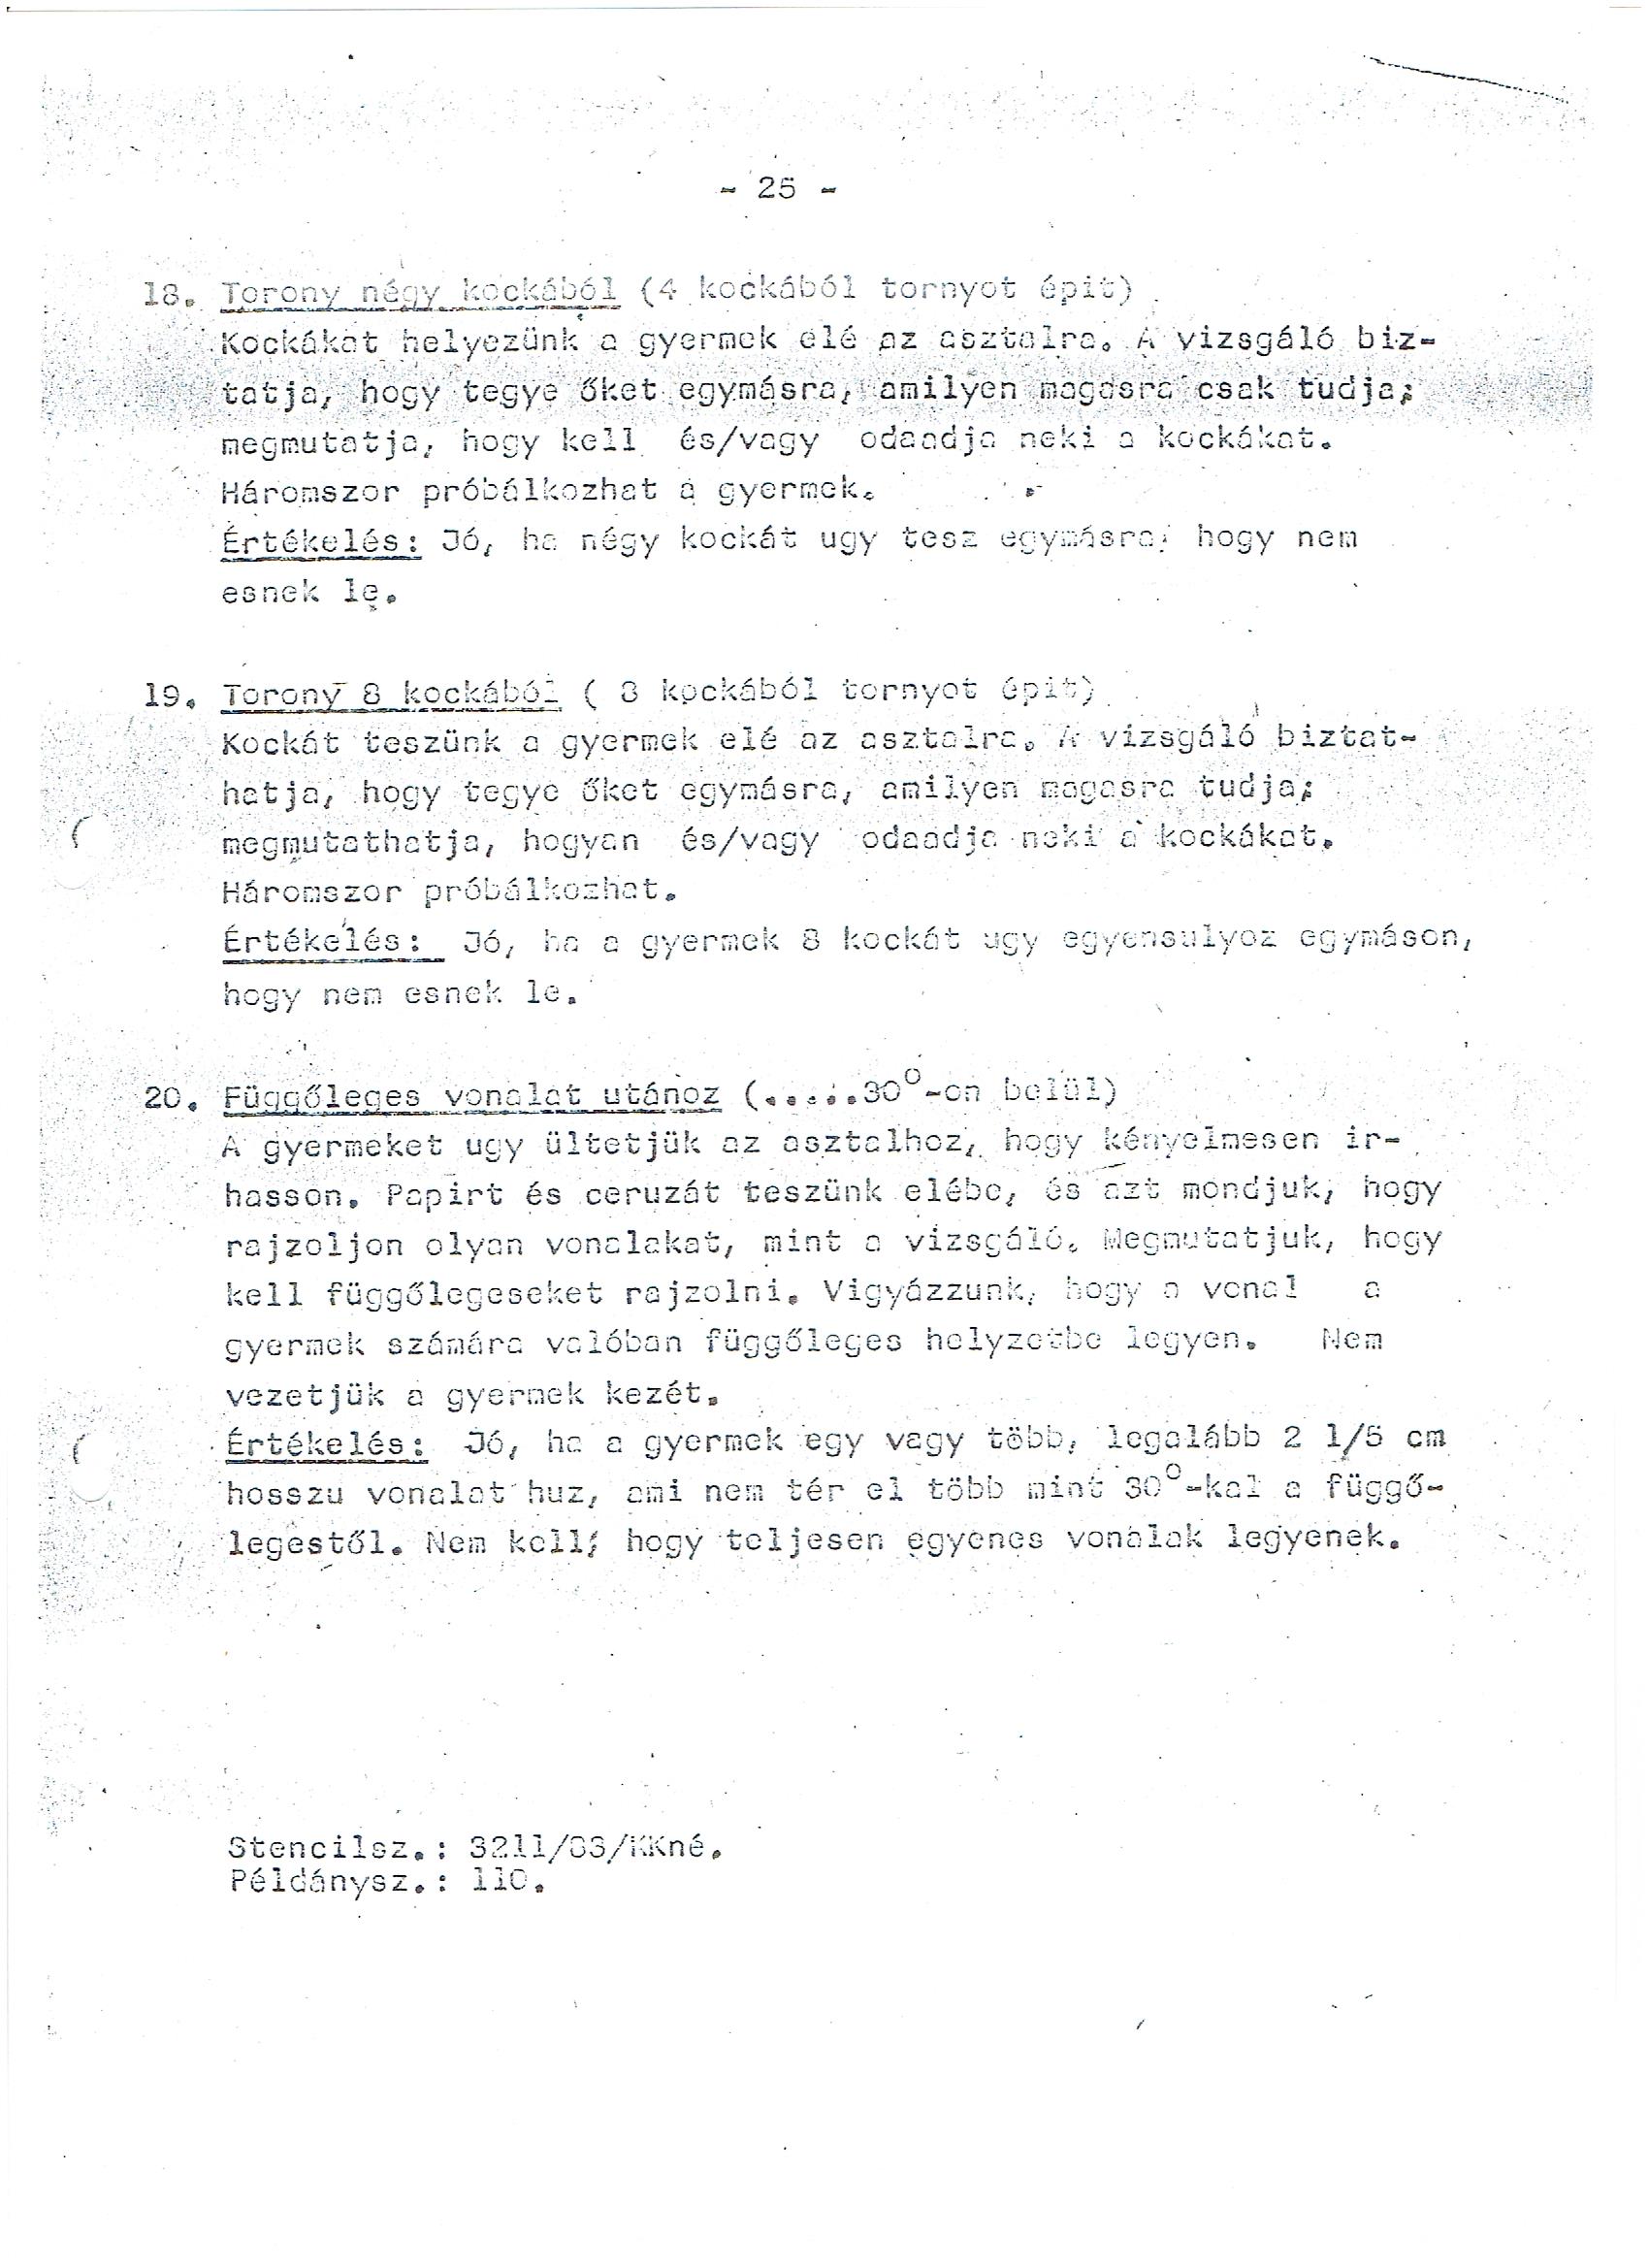 - 25 -
18. Torony négy kockából (4 kockából tornyot épit)
Kockákat helyezünk a gyermek elé az asztalra. A vizsgáló biz-
tatja, hogy tegye őket egymásra, amilyen magasra csak tudja;
megmutatja, hogy kell és/vagy odaadja neki a kockákat.
Háromszor próbálkozhat a gyermek.
Értékelés: Jó, ha négy kockát ugy tesz egymásra, hogy nem
esnek le.
19. Torony 8 kockából ( 8 kockából tornyot épit)
Kockát teszünk a gyermek elé az asztalra. A vizsgáló biztat-
hatja, hogy tegye őket egymásra, amilyen magasra tudja;
megmutathatja, hogyan és/vagy odaadja neki a kockákat.
Háromszor próbálkozhat.
Értékelés: Jó, ha a gyermek 8 kockát ugy egyensulyoz egymáson,
hogy nem esnek le.
20. Függőleges vonalat utánoz (.....30°-on belül)
A gyermeket ugy ültetjük az asztalhoz, hogy kényelmesen ir-
hasson. Papirt és ceruzát teszünk elébe, és azt mondjuk, hogy
rajzoljon olyan vonalakat, mint a vizsgáló. Megmutatjuk, hogy
kell függőlegeseket rajzolni. Vigyázzunk, hogy a vonal a
gyermek számára valóban függőleges helyzetbe legyen. Nem
vezetjük a gyermek kezét.
Értékelés: Jó, ha a gyermek egy vagy több, legalább 2 1/5 cm
hosszu vonalat huz, ami nem tér el több mint 30°-kal a függő-
legestől. Nem kell, hogy teljesen egyenes vonalak legyenek.
Stencilsz.: 3211/83/KKné.
Példánysz.: 110.